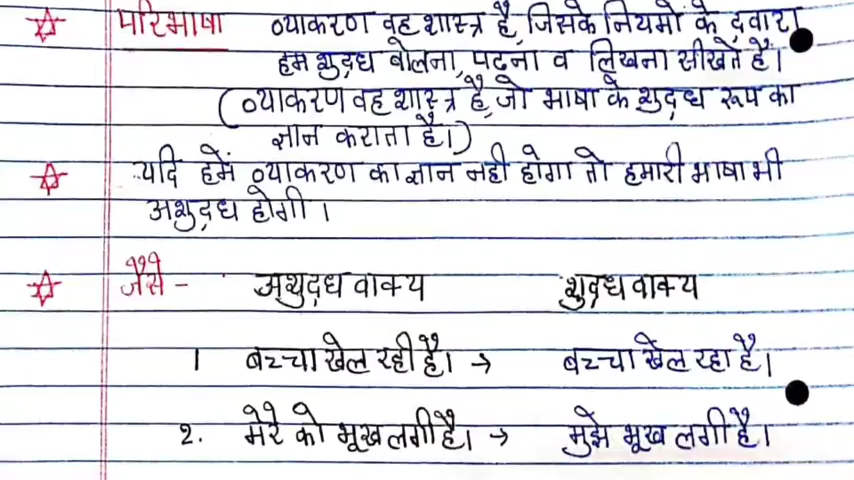 परिभाषा व्याकरण वह शास्त्र है, जिसके नियमों के द्वारा
हम शुद्ध बोलना, पढ़ना व लिखना सीखते हैं।
(व्याकरण वह शास्त्र है, जो भाषा के शुद्ध रूप का
ज्ञान कराता है।)
यदि हमें व्याकरण का ज्ञान नही होगा तो हमारी भाषा भी
अशुद्ध होगी।
जैसे - अशुद्ध वाक्य शुद्ध वाक्य
1 बच्चा खेल रही है। → बच्चा खेल रहा है।
2. मेरे को भूख लगी है। → मुझे भूख लगी है।